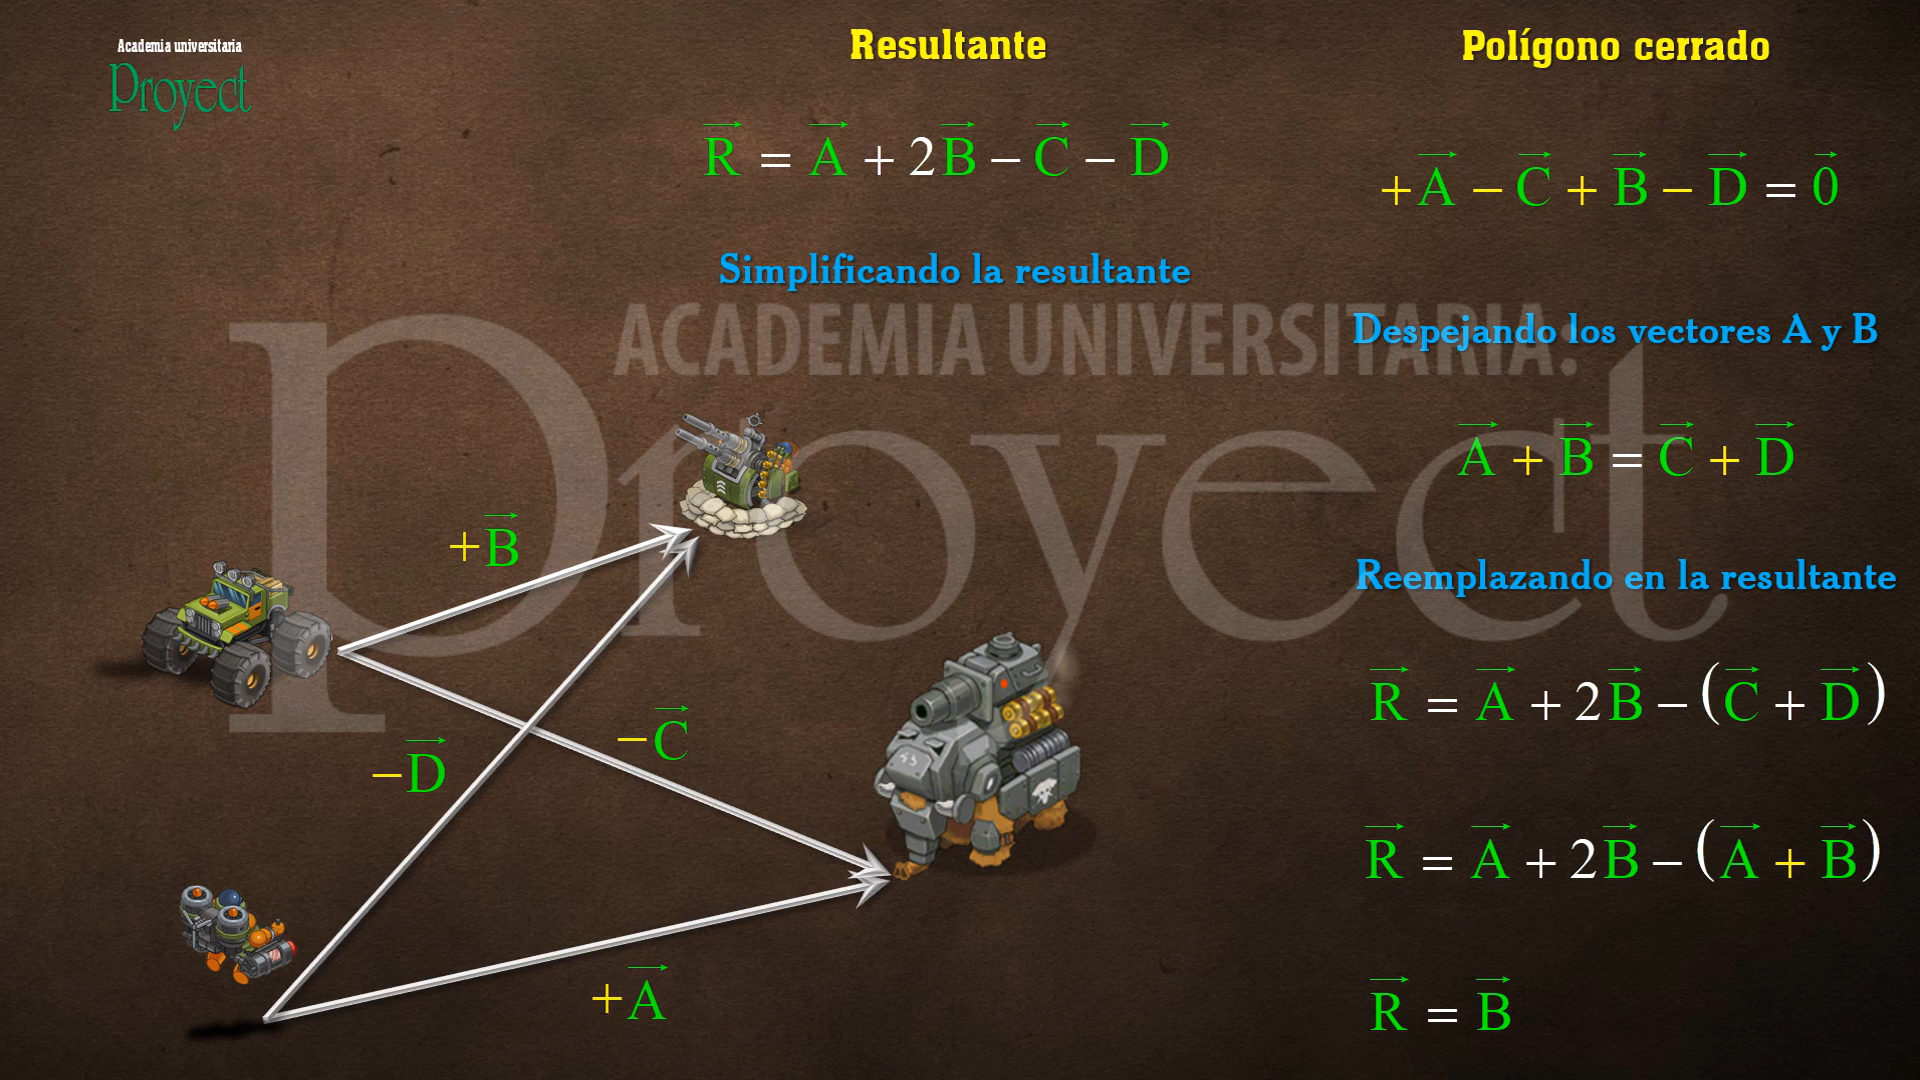 Academia universitaria
Proyect
Resultante
R = A + 2B − C − D
Simplificando la resultante
Polígono cerrado
+A − C + B − D = 0
Despejando los vectores A y B
A + B = C + D
Reemplazando en la resultante
R = A + 2B − (C + D)
R = A + 2B − (A + B)
R = B
ACADEMIA UNIVERSITARIA:
Proyect
+B
−C
−D
+A